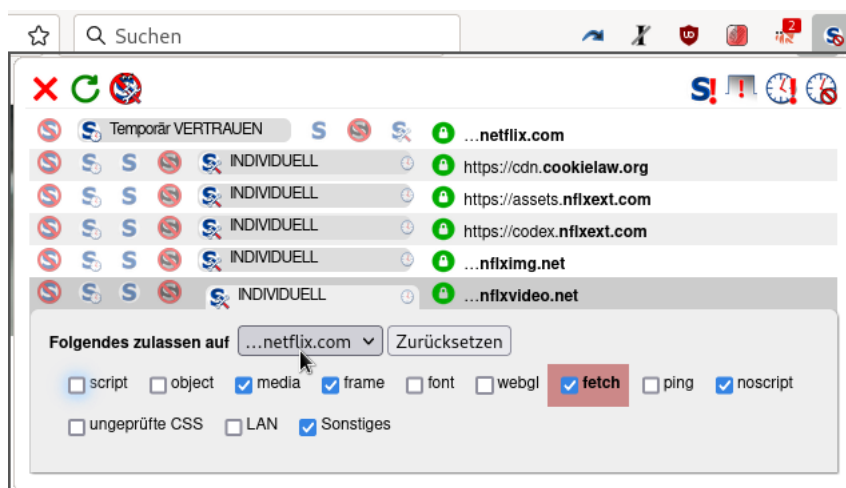 Suchen
2
Temporär VERTRAUEN ...netflix.com
INDIVIDUELL https://cdn.cookielaw.org
INDIVIDUELL https://assets.nflxext.com
INDIVIDUELL https://codex.nflxext.com
INDIVIDUELL ...nflximg.net
INDIVIDUELL ...nflxvideo.net
Folgendes zulassen auf ...netflix.com Zurücksetzen
script object media frame font webgl fetch ping noscript
ungeprüfte CSS LAN Sonstiges